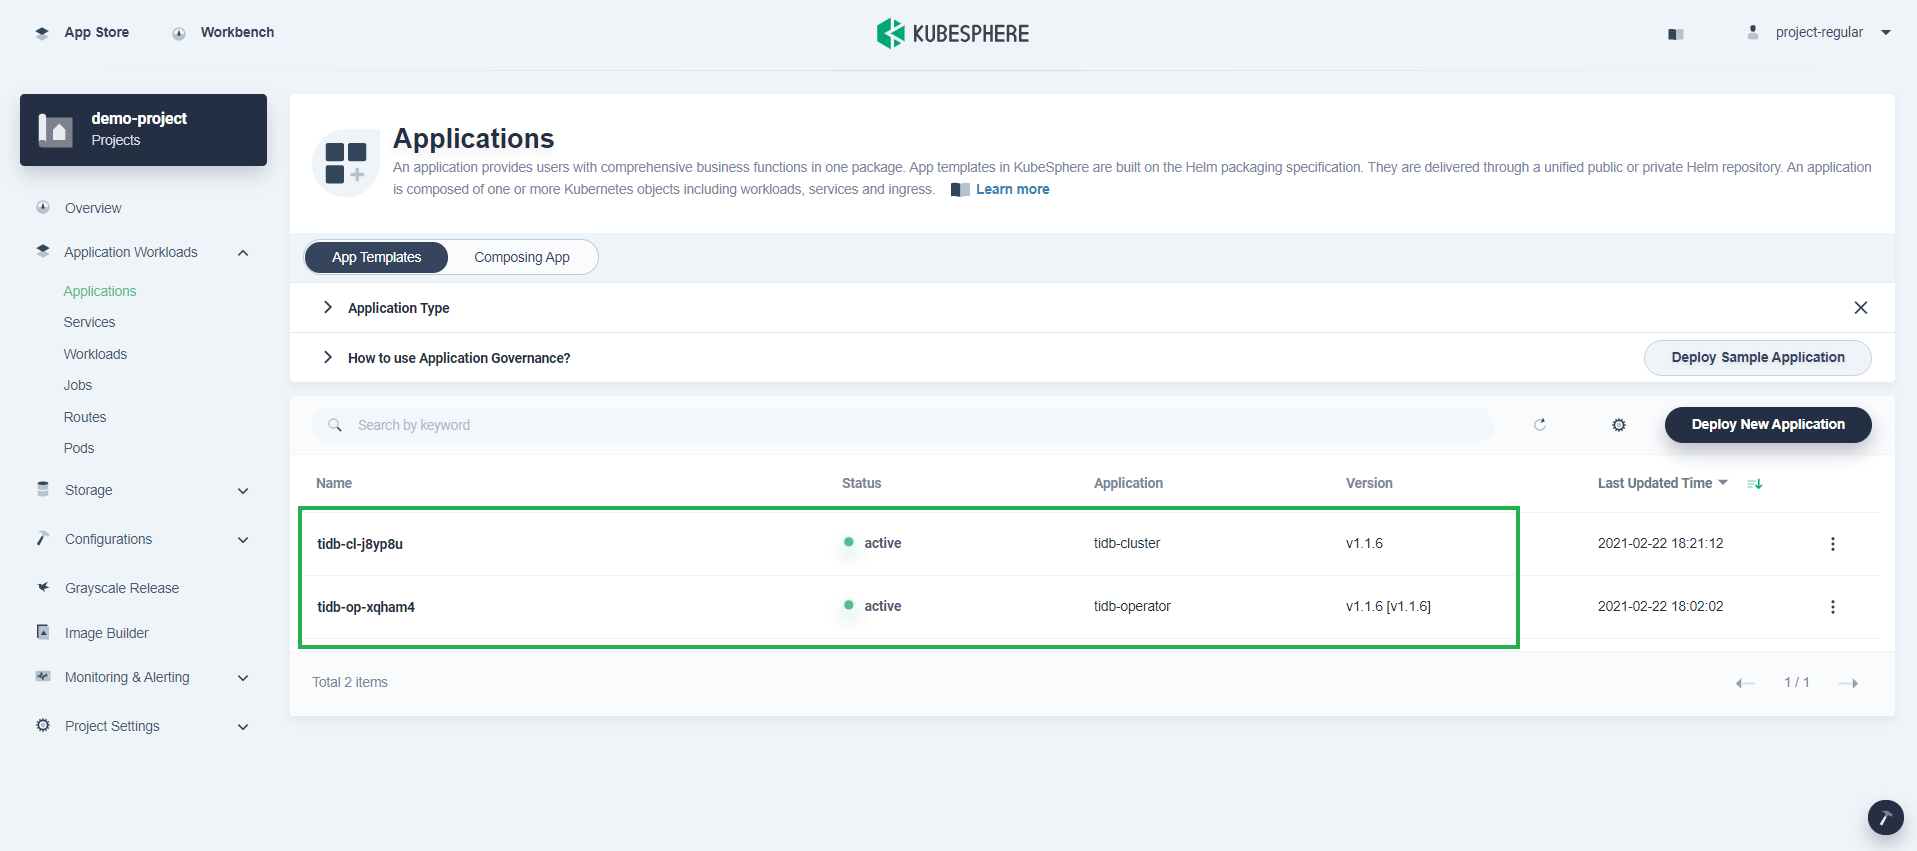 App Store
Workbench
KUBESPHERE
project-regular
demo-project
Projects
Overview
Application Workloads
Applications
Services
Workloads
Jobs
Routes
Pods
Storage
Configurations
Grayscale Release
Image Builder
Monitoring & Alerting
Project Settings
Applications
An application provides users with comprehensive business functions in one package. App templates in KubeSphere are built on the Helm packaging specification. They are delivered through a unified public or private Helm repository. An application
is composed of one or more Kubernetes objects including workloads, services and ingress. Learn more
App Templates
Composing App
Application Type
How to use Application Governance?
Deploy Sample Application
Search by keyword
Deploy New Application
Name Status Application Version Last Updated Time
tidb-cl-j8yp8u active tidb-cluster v1.1.6 2021-02-22 18:21:12
tidb-op-xqham4 active tidb-operator v1.1.6 [v1.1.6] 2021-02-22 18:02:02
Total 2 items
1 / 1